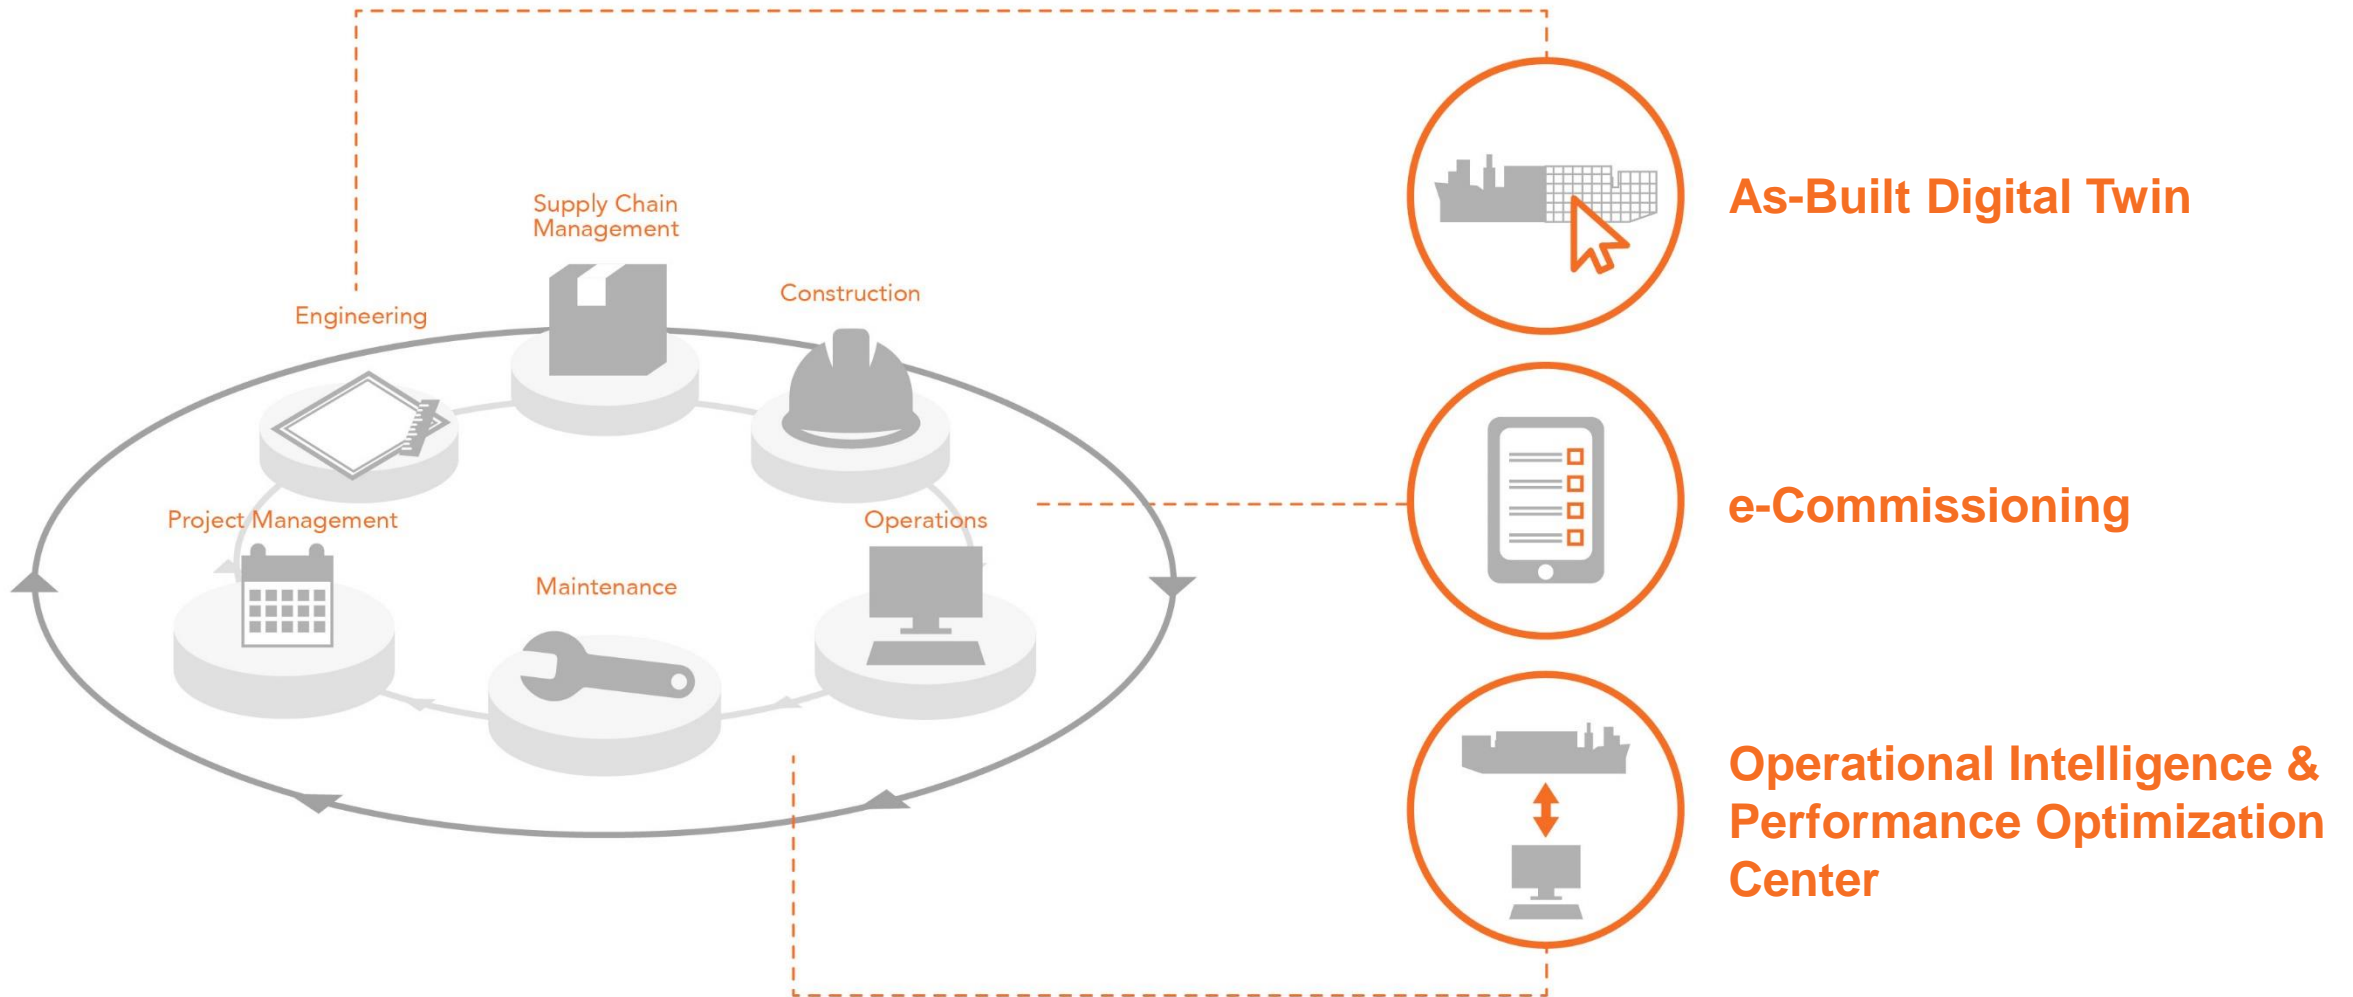 Supply Chain
Management
Construction
Engineering
Project Management
Operations
Maintenance
As-Built Digital Twin
e-Commissioning
Operational Intelligence &
Performance Optimization
Center